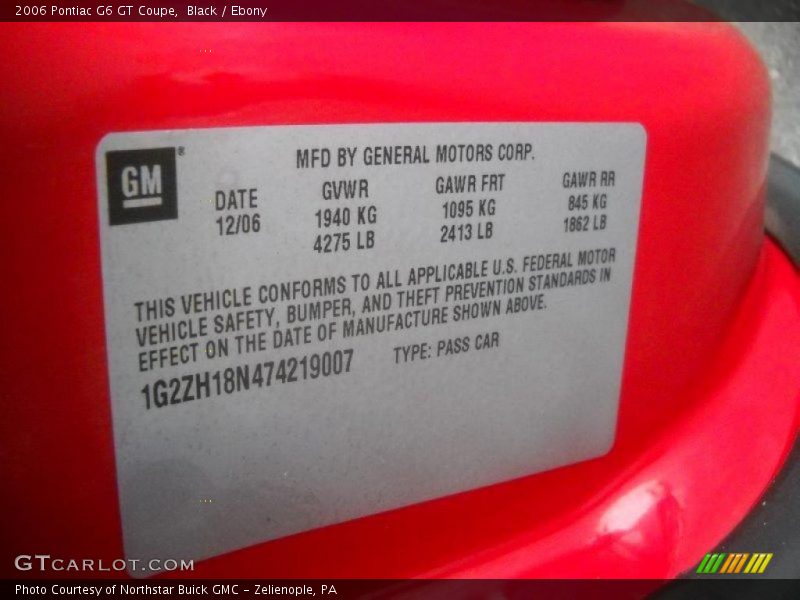 2006 Pontiac G6 GT Coupe, Black / Ebony
GM®
MFD BY GENERAL MOTORS CORP.
DATE GVWR GAWR FRT GAWR RR
12/06 1940 KG 1095 KG 845 KG
4275 LB 2413 LB 1862 LB
THIS VEHICLE CONFORMS TO ALL APPLICABLE U.S. FEDERAL MOTOR
VEHICLE SAFETY, BUMPER, AND THEFT PREVENTION STANDARDS IN
EFFECT ON THE DATE OF MANUFACTURE SHOWN ABOVE.
1G2ZH18N474219007 TYPE: PASS CAR
GTCARLOT.COM
Photo Courtesy of Northstar Buick GMC - Zelienople, PA